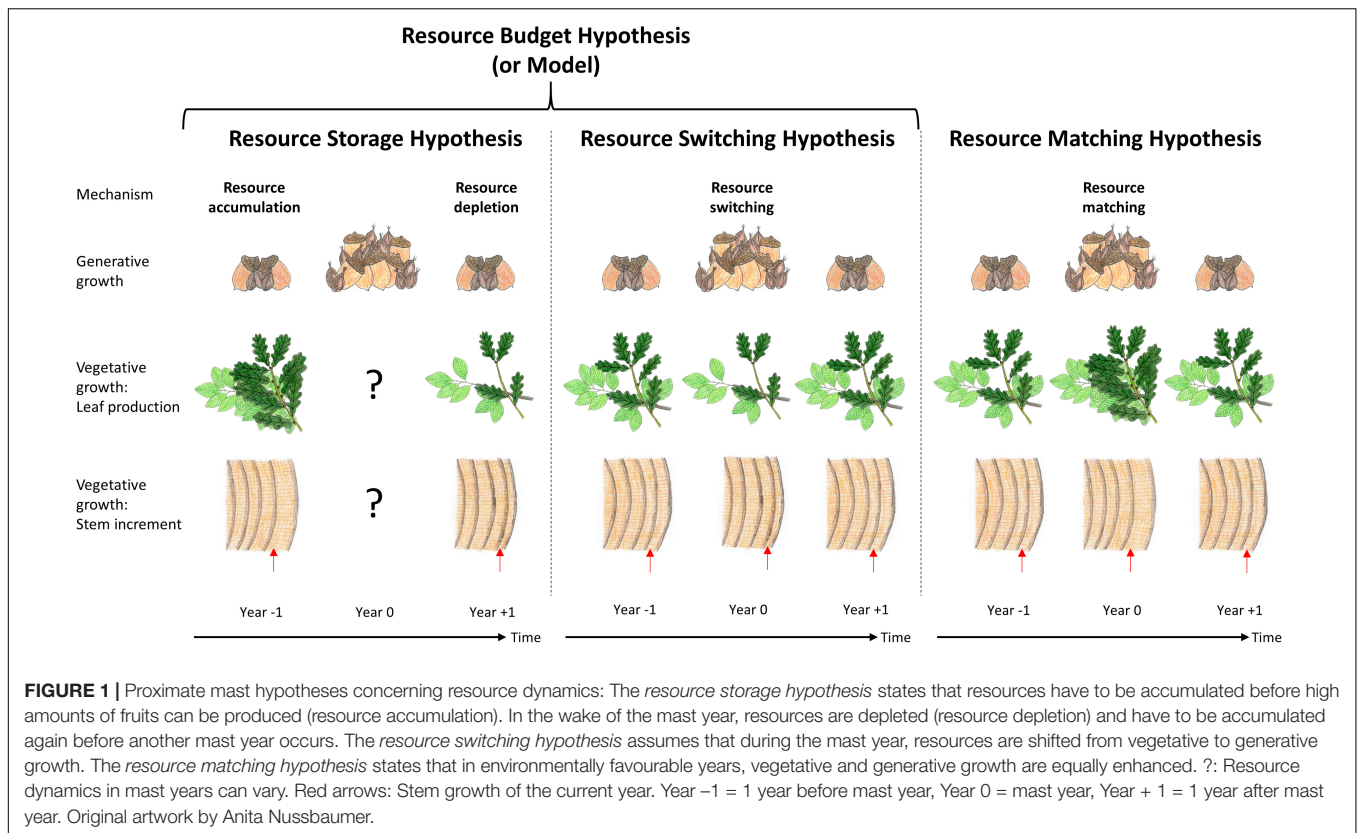 Resource Budget Hypothesis
(or Model)
Resource Storage Hypothesis
Resource Switching Hypothesis
Resource Matching Hypothesis
Mechanism
Resource
accumulation
Resource
depletion
Resource
switching
Resource
matching
Generative
growth
Vegetative
growth:
Leaf production
?
Vegetative
growth:
Stem increment
?
Year -1
Year 0
Year +1
Year -1
Year 0
Year +1
Year -1
Year 0
Year +1
Time
Time
Time
FIGURE 1 | Proximate mast hypotheses concerning resource dynamics: The resource storage hypothesis states that resources have to be accumulated before high
amounts of fruits can be produced (resource accumulation). In the wake of the mast year, resources are depleted (resource depletion) and have to be accumulated
again before another mast year occurs. The resource switching hypothesis assumes that during the mast year, resources are shifted from vegetative to generative
growth. The resource matching hypothesis states that in environmentally favourable years, vegetative and generative growth are equally enhanced. ?: Resource
dynamics in mast years can vary. Red arrows: Stem growth of the current year. Year –1 = 1 year before mast year, Year 0 = mast year, Year + 1 = 1 year after mast
year. Original artwork by Anita Nussbaumer.